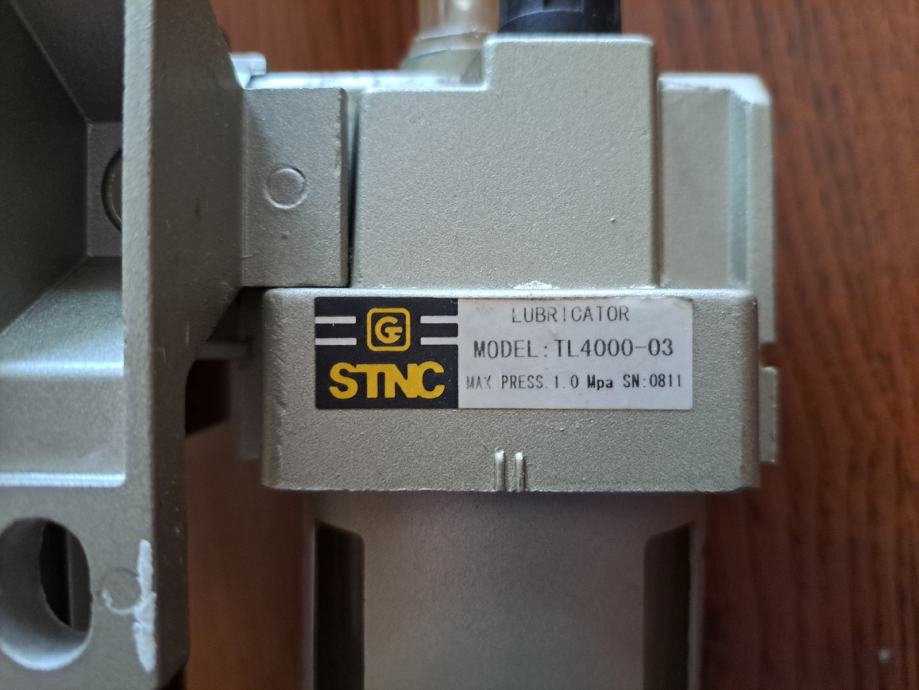 STNC
LUBRICATOR
MODEL:TL4000-03
MAX PRESS.1.0 Mpa SN:0811